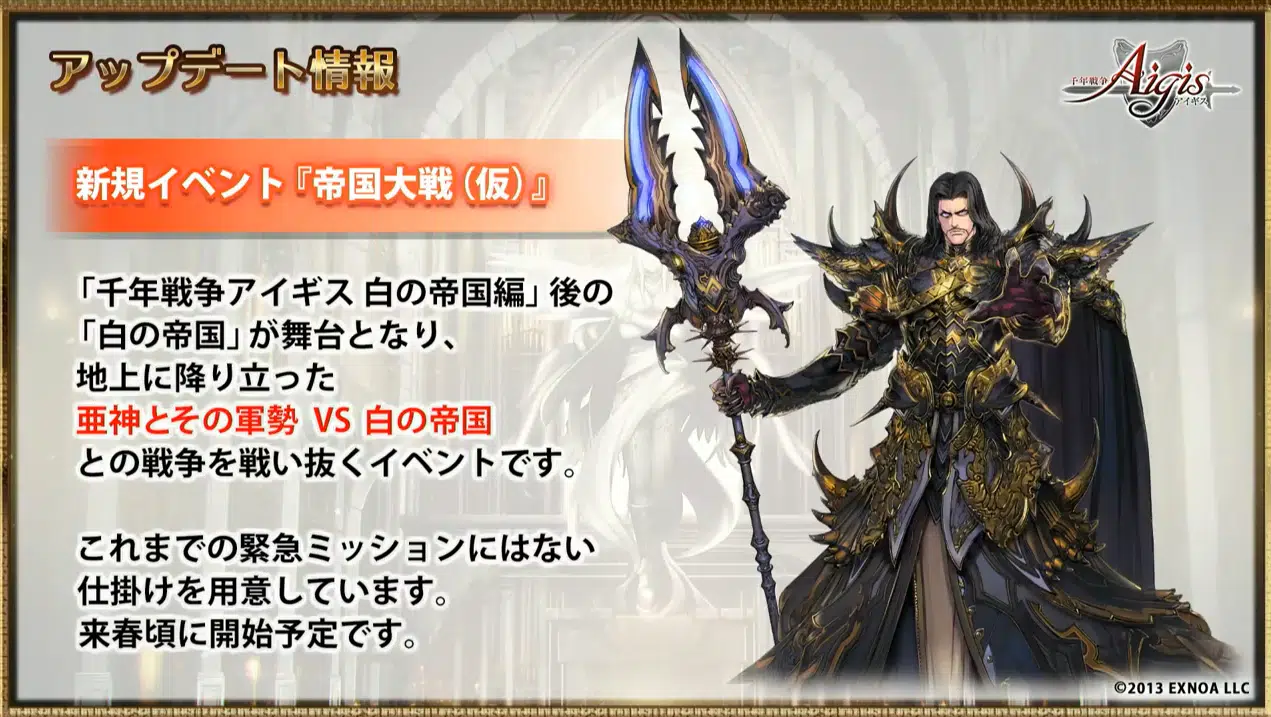 アップデート情報
千年戦争
Aigis
アイギス
新規イベント『帝国大戦（仮）』
「千年戦争アイギス 白の帝国編」後の
「白の帝国」が舞台となり、
地上に降り立った
亜神とその軍勢 VS 白の帝国
との戦争を戦い抜くイベントです。
これまでの緊急ミッションにはない
仕掛けを用意しています。
来春頃に開始予定です。
©2013 EXNOA LLC